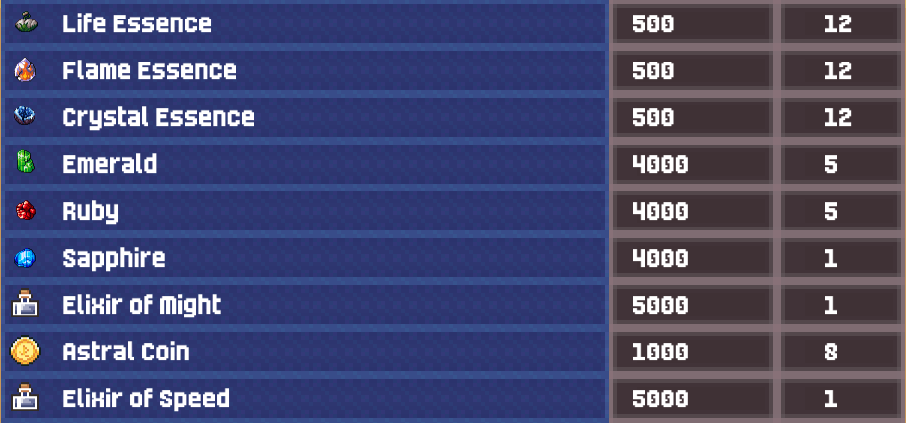 Life Essence 500 12
Flame Essence 500 12
Crystal Essence 500 12
Emerald 4000 5
Ruby 4000 5
Sapphire 4000 1
Elixir of Might 5000 1
Astral Coin 1000 8
Elixir of Speed 5000 1